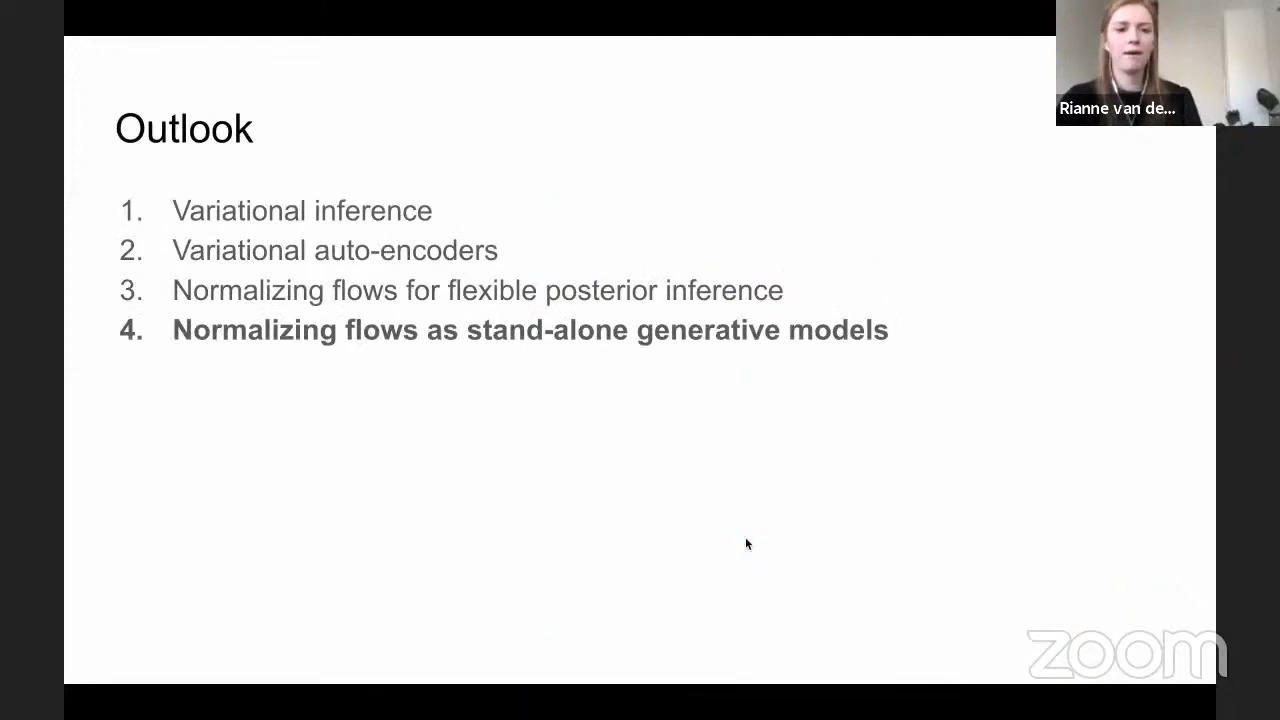 Rianne van de...
Outlook
1. Variational inference
2. Variational auto-encoders
3. Normalizing flows for flexible posterior inference
4. Normalizing flows as stand-alone generative models
zoom